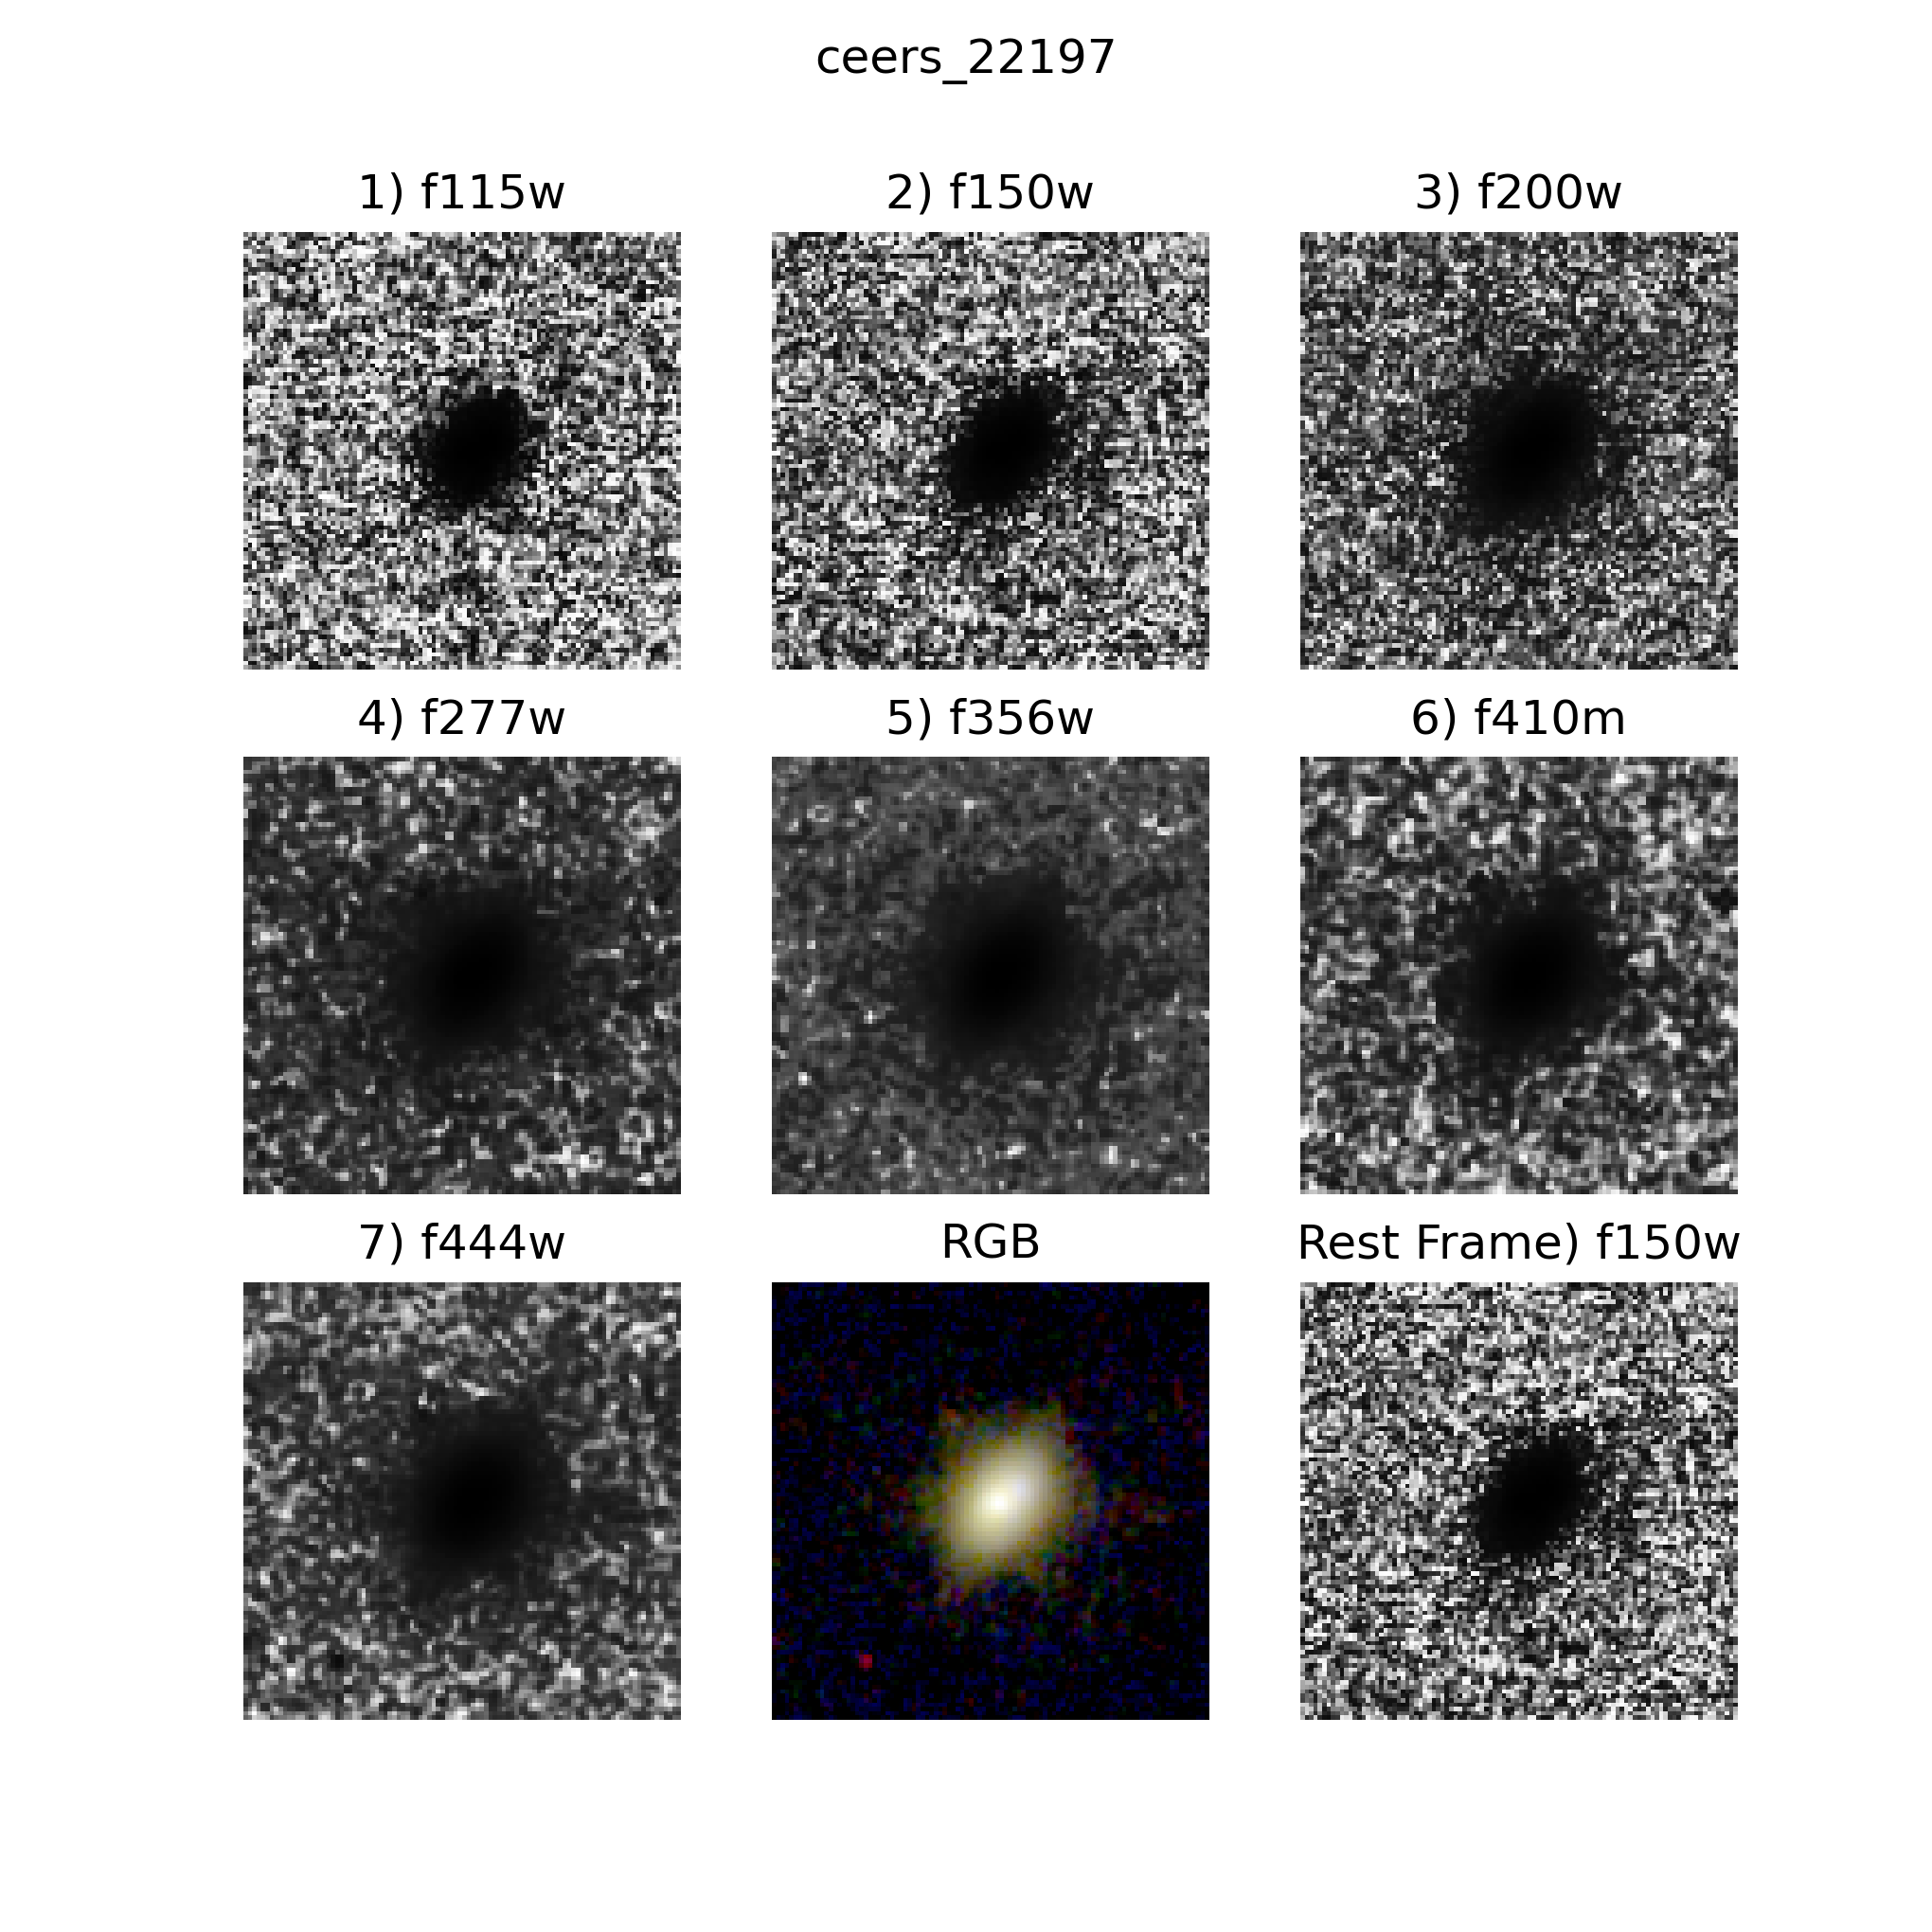 ceers_22197
1) f115w
2) f150w
3) f200w
4) f277w
5) f356w
6) f410m
7) f444w
RGB
Rest Frame) f150w